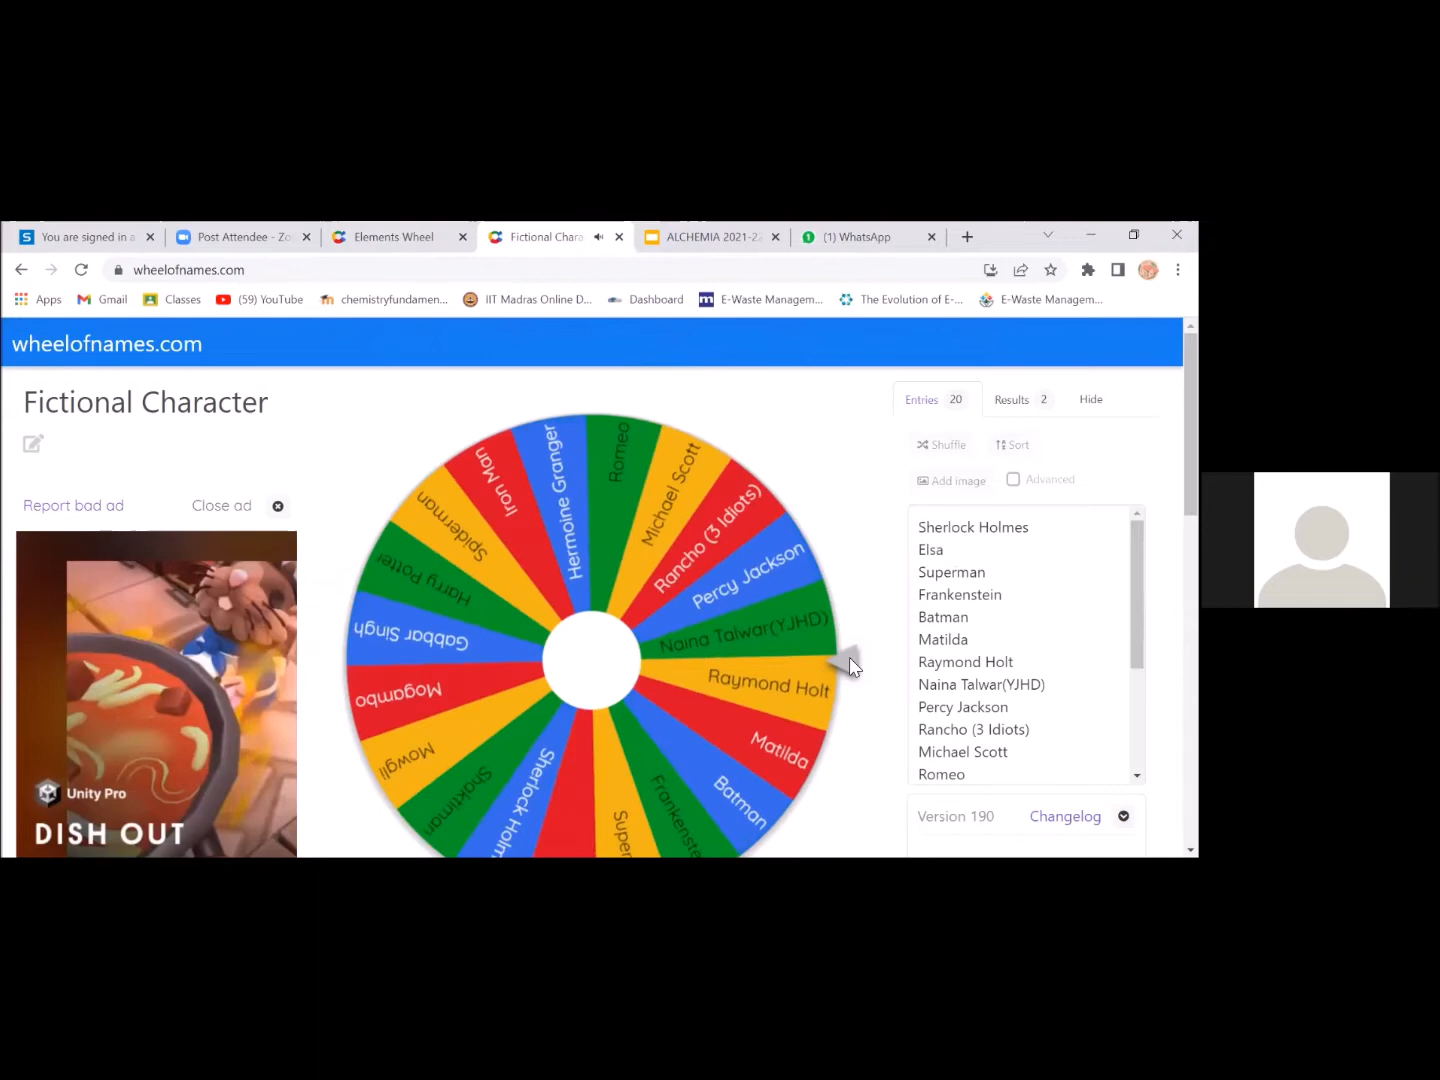 You are signed in a
Post Attendee - Zo
Elements Wheel
Fictional Chara
ALCHEMIA 2021-22
(1) WhatsApp
wheelofnames.com
Apps
Gmail
Classes
(59) YouTube
chemistryfundamen...
IIT Madras Online D...
Dashboard
E-Waste Managem...
The Evolution of E-...
E-Waste Managem...
wheelofnames.com
Fictional Character
Entries 20
Results 2
Hide
Shuffle
Sort
Add image
Advanced
Report bad ad
Close ad
Unity Pro
DISH OUT
Romeo
Michael Scott
Rancho (3 Idiots)
Percy Jackson
Naina Talwar(YJHD)
Raymond Holt
Matilda
Batman
Frankenste
Super
Sherlock Holm
Shaktiman
Mowgli
Mogambo
Gabbar Singh
Harry Potter
Spiderman
Iron Man
Hermoine Granger
Sherlock Holmes
Elsa
Superman
Frankenstein
Batman
Matilda
Raymond Holt
Naina Talwar(YJHD)
Percy Jackson
Rancho (3 Idiots)
Michael Scott
Romeo
Version 190
Changelog